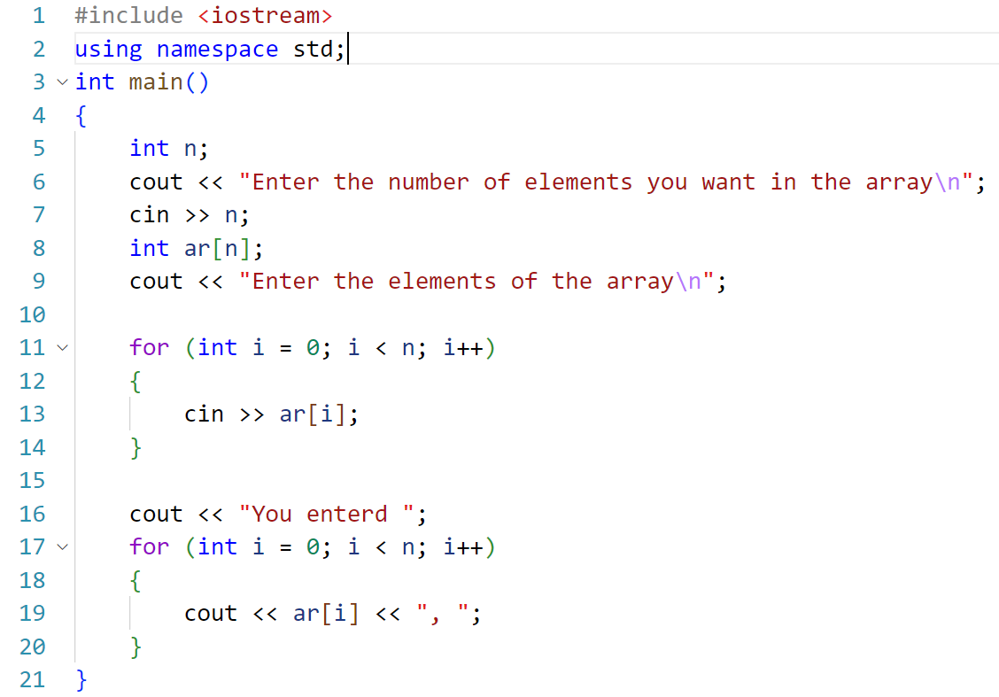 1 #include <iostream>
2 using namespace std;
3 int main()
4 {
5     int n;
6     cout << "Enter the number of elements you want in the array\n";
7     cin >> n;
8     int ar[n];
9     cout << "Enter the elements of the array\n";
10
11     for (int i = 0; i < n; i++)
12     {
13         cin >> ar[i];
14     }
15
16     cout << "You enterd ";
17     for (int i = 0; i < n; i++)
18     {
19         cout << ar[i] << ", ";
20     }
21 }